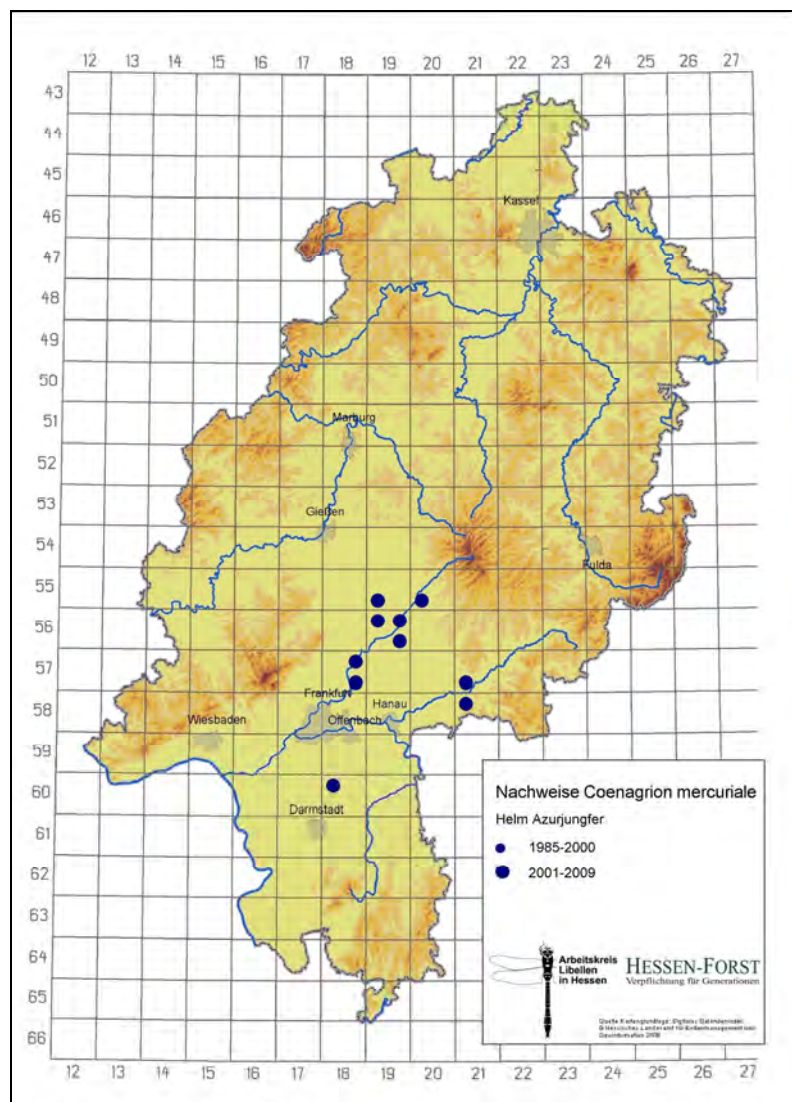 12 13 14 15 16 17 18 19 20 21 22 23 24 25 26 27
43
44
45
Kassel
46
47
48
49
50
51
Marburg
52
53
Gießen
54
Fulda
55
56
57
Frankfurt
Hanau
58
Wiesbaden
Offenbach
59
60
Darmstadt
61
62
63
64
65
66
12 13 14 15 16 17 18 19 20 21 22 23 24 25 26 27
Nachweise Coenagrion mercuriale
Helm Azurjungfer
1985-2000
2001-2009
Arbeitskreis
Libellen
in Hessen
HESSEN-FORST
Verpflichtung für Generationen